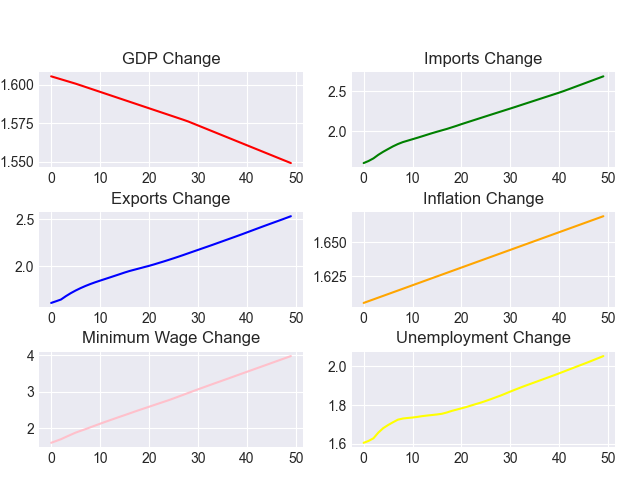 GDP Change
1.600
1.575
1.550
0 10 20 30 40 50
Imports Change
2.5
2.0
0 10 20 30 40 50
Exports Change
2.5
2.0
0 10 20 30 40 50
Inflation Change
1.650
1.625
0 10 20 30 40 50
Minimum Wage Change
4
3
2
0 10 20 30 40 50
Unemployment Change
2.0
1.8
1.6
0 10 20 30 40 50